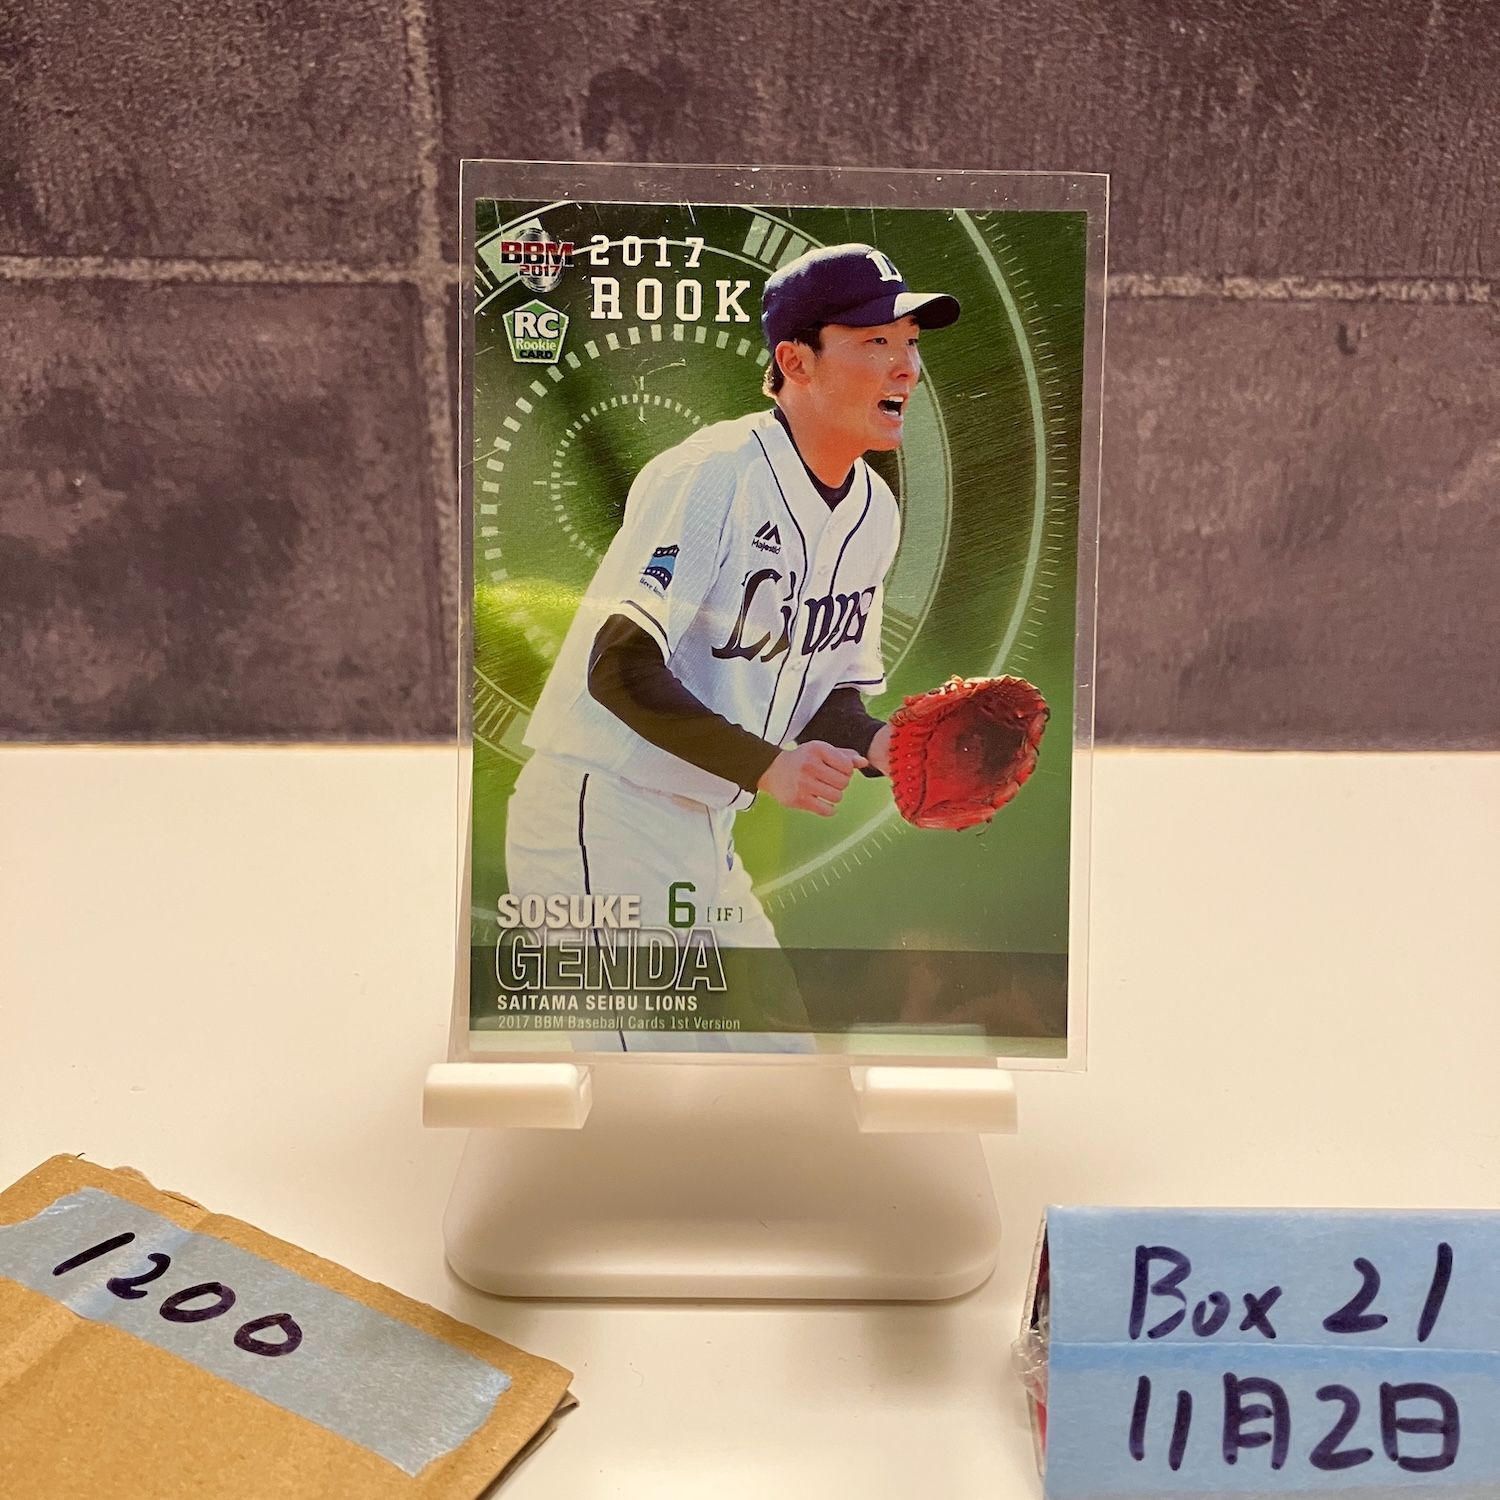 BBM
2017
2017
ROOK
RC
Rookie
CARD
Majestic
Lions
SOSUKE 6 [IF]
GENDA
SAITAMA SEIBU LIONS
2017 BBM Baseball Cards 1st Version
1200
Box 21
11月2日